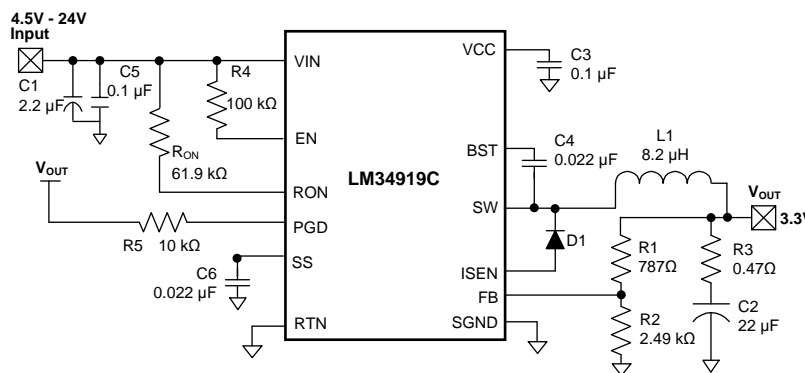 4.5V - 24V
Input
C1
2.2 µF
C5
0.1 µF
R4
100 kΩ
RON
61.9 kΩ
VOUT
R5
10 kΩ
C6
0.022 µF
VIN
EN
RON
PGD
SS
RTN
LM34919C
VCC
BST
SW
ISEN
FB
SGND
C3
0.1 µF
C4
0.022 µF
L1
8.2 µH
D1
VOUT
3.3V
R1
787Ω
R2
2.49 kΩ
R3
0.47Ω
C2
22 µF